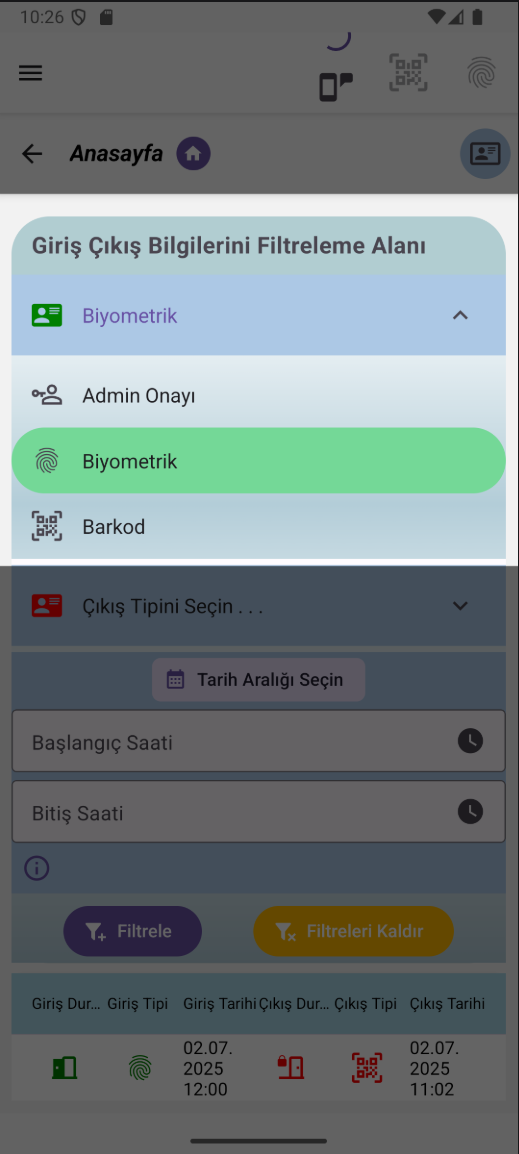 10:26
Anasayfa
Giriş Çıkış Bilgilerini Filtreleme Alanı
Biyometrik
Admin Onayı
Biyometrik
Barkod
Çıkış Tipini Seçin . . .
Tarih Aralığı Seçin
Başlangıç Saati
Bitiş Saati
Filtrele Filtreleri Kaldır
Giriş Dur... Giriş Tipi Giriş Tarihi Çıkış Dur... Çıkış Tipi Çıkış Tarihi
02.07. 02.07.
2025 2025
12:00 11:02